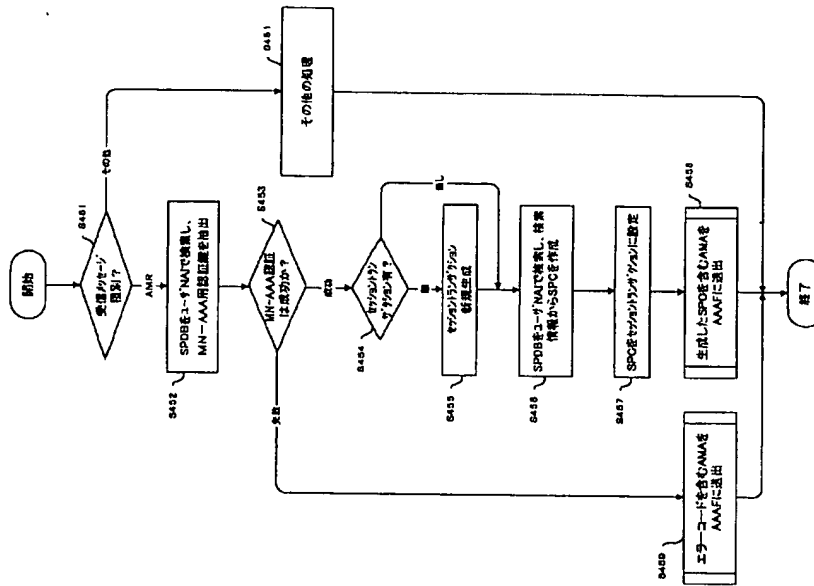 開始
S451
受信メッセージ
種別？
その他
S461
その他の処理
AMR
S452
SPDBをユーザNAIで検索し、
MN－AAA用認証鍵を抽出
S453
MN-AAA認証
は成功か？
失敗
成功
S454
セッショントラン
ザクション有？
無し
S455
セッショントランザクション
新規生成
S456
SPDBをユーザNAIで検索し、検索
情報からSPCを作成
S457
SPCをセッショントランザクションに設定
S458
生成したSPCを含むAMAを
AAAFに送出
S459
エラーコードを含むAMAを
AAAFに送出
終了